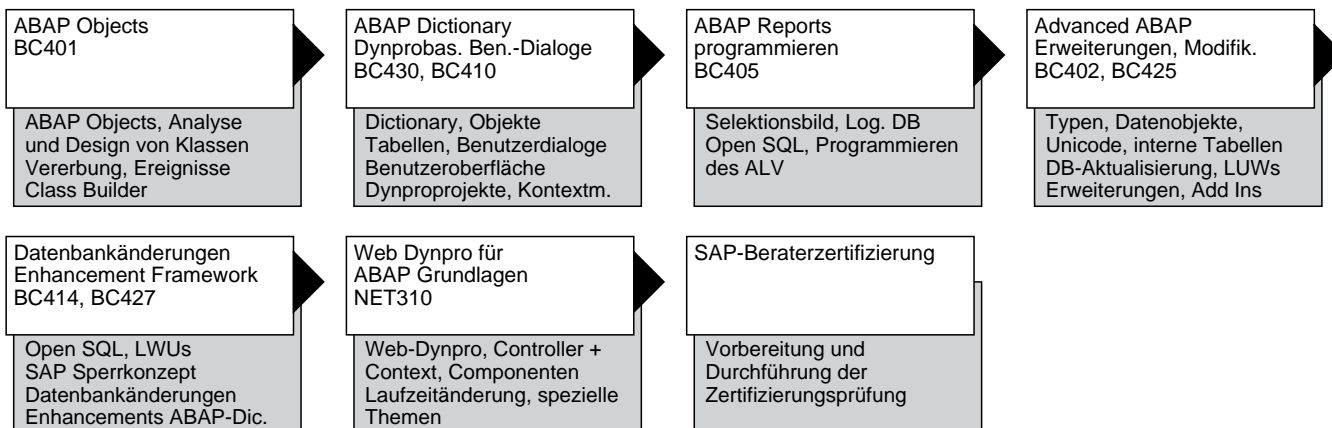 ABAP Objects
BC401
ABAP Objects, Analyse
und Design von Klassen
Vererbung, Ereignisse
Class Builder
ABAP Dictionary
Dynprobas. Ben.-Dialoge
BC430, BC410
Dictionary, Objekte
Tabellen, Benutzerdialoge
Benutzeroberfläche
Dynproprojekte, Kontextm.
ABAP Reports
programmieren
BC405
Selektionsbild, Log. DB
Open SQL, Programmieren
des ALV
Advanced ABAP
Erweiterungen, Modifik.
BC402, BC425
Typen, Datenobjekte,
Unicode, interne Tabellen
DB-Aktualisierung, LUWs
Erweiterungen, Add Ins
Datenbankänderungen
Enhancement Framework
BC414, BC427
Open SQL, LWUs
SAP Sperrkonzept
Datenbankänderungen
Enhancements ABAP-Dic.
Web Dynpro für
ABAP Grundlagen
NET310
Web-Dynpro, Controller +
Context, Componenten
Laufzeitänderung, spezielle
Themen
SAP-Beraterzertifizierung
Vorbereitung und
Durchführung der
Zertifizierungsprüfung